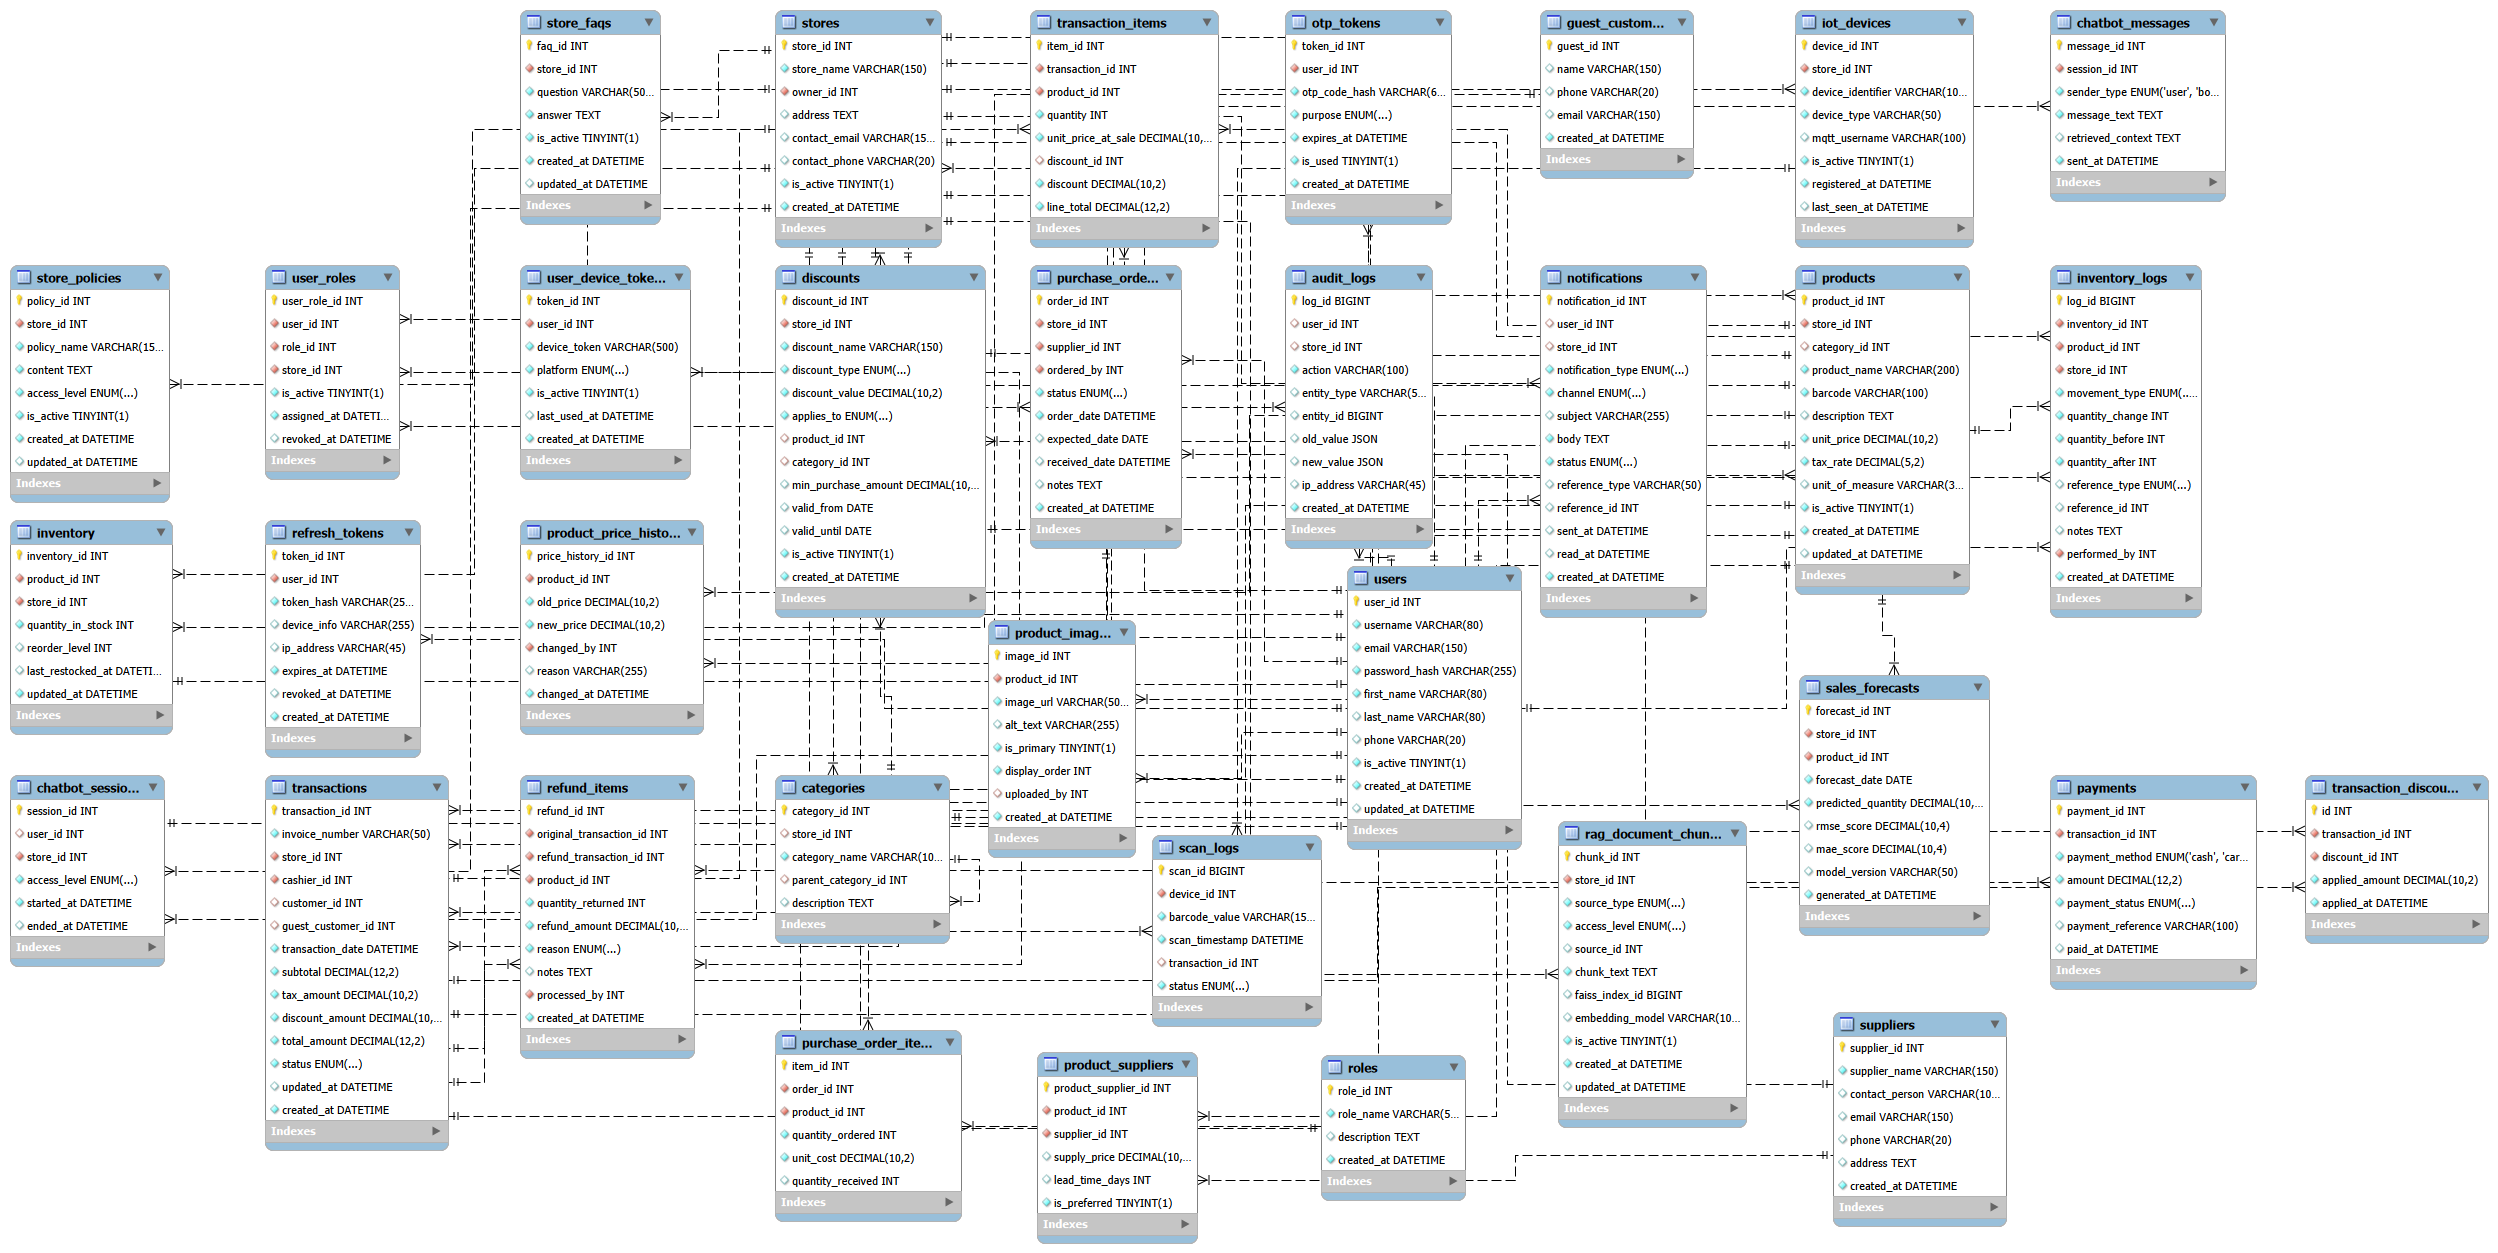 store_faqs
faq_id INT
store_id INT
question VARCHAR(50...
answer TEXT
is_active TINYINT(1)
created_at DATETIME
updated_at DATETIME
Indexes
stores
store_id INT
store_name VARCHAR(150)
owner_id INT
address TEXT
contact_email VARCHAR(15...
contact_phone VARCHAR(20)
is_active TINYINT(1)
created_at DATETIME
Indexes
transaction_items
item_id INT
transaction_id INT
product_id INT
quantity INT
unit_price_at_sale DECIMAL(10,...
discount_id INT
discount DECIMAL(10,2)
line_total DECIMAL(12,2)
Indexes
otp_tokens
token_id INT
user_id INT
otp_code_hash VARCHAR(6...
purpose ENUM(...)
expires_at DATETIME
is_used TINYINT(1)
created_at DATETIME
Indexes
guest_custom...
guest_id INT
name VARCHAR(150)
phone VARCHAR(20)
email VARCHAR(150)
created_at DATETIME
Indexes
iot_devices
device_id INT
store_id INT
device_identifier VARCHAR(10...
device_type VARCHAR(50)
mqtt_username VARCHAR(100)
is_active TINYINT(1)
registered_at DATETIME
last_seen_at DATETIME
Indexes
chatbot_messages
message_id INT
session_id INT
sender_type ENUM('user', 'bo...
message_text TEXT
retrieved_context TEXT
sent_at DATETIME
Indexes
store_policies
policy_id INT
store_id INT
policy_name VARCHAR(15...
content TEXT
access_level ENUM(...)
is_active TINYINT(1)
created_at DATETIME
updated_at DATETIME
Indexes
user_roles
user_role_id INT
user_id INT
role_id INT
store_id INT
is_active TINYINT(1)
assigned_at DATETI...
revoked_at DATETIME
Indexes
user_device_toke...
token_id INT
user_id INT
device_token VARCHAR(500)
platform ENUM(...)
is_active TINYINT(1)
last_used_at DATETIME
created_at DATETIME
Indexes
discounts
discount_id INT
store_id INT
discount_name VARCHAR(150)
discount_type ENUM(...)
discount_value DECIMAL(10,2)
applies_to ENUM(...)
product_id INT
category_id INT
min_purchase_amount DECIMAL(10,...
valid_from DATE
valid_until DATE
is_active TINYINT(1)
created_at DATETIME
Indexes
purchase_orde...
order_id INT
store_id INT
supplier_id INT
ordered_by INT
status ENUM(...)
order_date DATETIME
expected_date DATE
received_date DATETIME
notes TEXT
created_at DATETIME
Indexes
audit_logs
log_id BIGINT
user_id INT
store_id INT
action VARCHAR(100)
entity_type VARCHAR(5...
entity_id BIGINT
old_value JSON
new_value JSON
ip_address VARCHAR(45)
created_at DATETIME
Indexes
notifications
notification_id INT
user_id INT
store_id INT
notification_type ENUM(...)
channel ENUM(...)
subject VARCHAR(255)
body TEXT
status ENUM(...)
reference_type VARCHAR(50)
reference_id INT
sent_at DATETIME
read_at DATETIME
created_at DATETIME
Indexes
products
product_id INT
store_id INT
category_id INT
product_name VARCHAR(200)
barcode VARCHAR(100)
description TEXT
unit_price DECIMAL(10,2)
tax_rate DECIMAL(5,2)
unit_of_measure VARCHAR(3...
is_active TINYINT(1)
created_at DATETIME
updated_at DATETIME
Indexes
inventory_logs
log_id BIGINT
inventory_id INT
product_id INT
store_id INT
movement_type ENUM(.....
quantity_change INT
quantity_before INT
quantity_after INT
reference_type ENUM(...)
reference_id INT
notes TEXT
performed_by INT
created_at DATETIME
Indexes
inventory
inventory_id INT
product_id INT
store_id INT
quantity_in_stock INT
reorder_level INT
last_restocked_at DATETI...
updated_at DATETIME
Indexes
refresh_tokens
token_id INT
user_id INT
token_hash VARCHAR(25...
device_info VARCHAR(255)
ip_address VARCHAR(45)
expires_at DATETIME
revoked_at DATETIME
created_at DATETIME
Indexes
product_price_histo...
price_history_id INT
product_id INT
old_price DECIMAL(10,2)
new_price DECIMAL(10,2)
changed_by INT
reason VARCHAR(255)
changed_at DATETIME
Indexes
product_imag...
image_id INT
product_id INT
image_url VARCHAR(50...
alt_text VARCHAR(255)
is_primary TINYINT(1)
display_order INT
uploaded_by INT
created_at DATETIME
Indexes
users
user_id INT
username VARCHAR(80)
email VARCHAR(150)
password_hash VARCHAR(255)
first_name VARCHAR(80)
last_name VARCHAR(80)
phone VARCHAR(20)
is_active TINYINT(1)
created_at DATETIME
updated_at DATETIME
Indexes
sales_forecasts
forecast_id INT
store_id INT
product_id INT
forecast_date DATE
predicted_quantity DECIMAL(10,...
rmse_score DECIMAL(10,4)
mae_score DECIMAL(10,4)
model_version VARCHAR(50)
generated_at DATETIME
Indexes
chatbot_sessio...
session_id INT
user_id INT
store_id INT
access_level ENUM(...)
started_at DATETIME
ended_at DATETIME
Indexes
transactions
transaction_id INT
invoice_number VARCHAR(50)
store_id INT
cashier_id INT
customer_id INT
guest_customer_id INT
transaction_date DATETIME
subtotal DECIMAL(12,2)
tax_amount DECIMAL(10,2)
discount_amount DECIMAL(10,...
total_amount DECIMAL(12,2)
status ENUM(...)
updated_at DATETIME
created_at DATETIME
Indexes
refund_items
refund_id INT
original_transaction_id INT
refund_transaction_id INT
product_id INT
quantity_returned INT
refund_amount DECIMAL(10,...
reason ENUM(...)
notes TEXT
processed_by INT
created_at DATETIME
Indexes
categories
category_id INT
store_id INT
category_name VARCHAR(10...
parent_category_id INT
description TEXT
Indexes
scan_logs
scan_id BIGINT
device_id INT
barcode_value VARCHAR(15...
scan_timestamp DATETIME
transaction_id INT
status ENUM(...)
Indexes
rag_document_chun...
chunk_id INT
store_id INT
source_type ENUM(...)
access_level ENUM(...)
source_id INT
chunk_text TEXT
faiss_index_id BIGINT
embedding_model VARCHAR(10...
is_active TINYINT(1)
created_at DATETIME
updated_at DATETIME
Indexes
payments
payment_id INT
transaction_id INT
payment_method ENUM('cash', 'car...
amount DECIMAL(12,2)
payment_status ENUM(...)
payment_reference VARCHAR(100)
paid_at DATETIME
Indexes
transaction_discou...
id INT
transaction_id INT
discount_id INT
applied_amount DECIMAL(10,2)
applied_at DATETIME
Indexes
purchase_order_ite...
item_id INT
order_id INT
product_id INT
quantity_ordered INT
unit_cost DECIMAL(10,2)
quantity_received INT
Indexes
product_suppliers
product_supplier_id INT
product_id INT
supplier_id INT
supply_price DECIMAL(10,...
lead_time_days INT
is_preferred TINYINT(1)
Indexes
roles
role_id INT
role_name VARCHAR(5...
description TEXT
created_at DATETIME
Indexes
suppliers
supplier_id INT
supplier_name VARCHAR(150)
contact_person VARCHAR(10...
email VARCHAR(150)
phone VARCHAR(20)
address TEXT
created_at DATETIME
Indexes